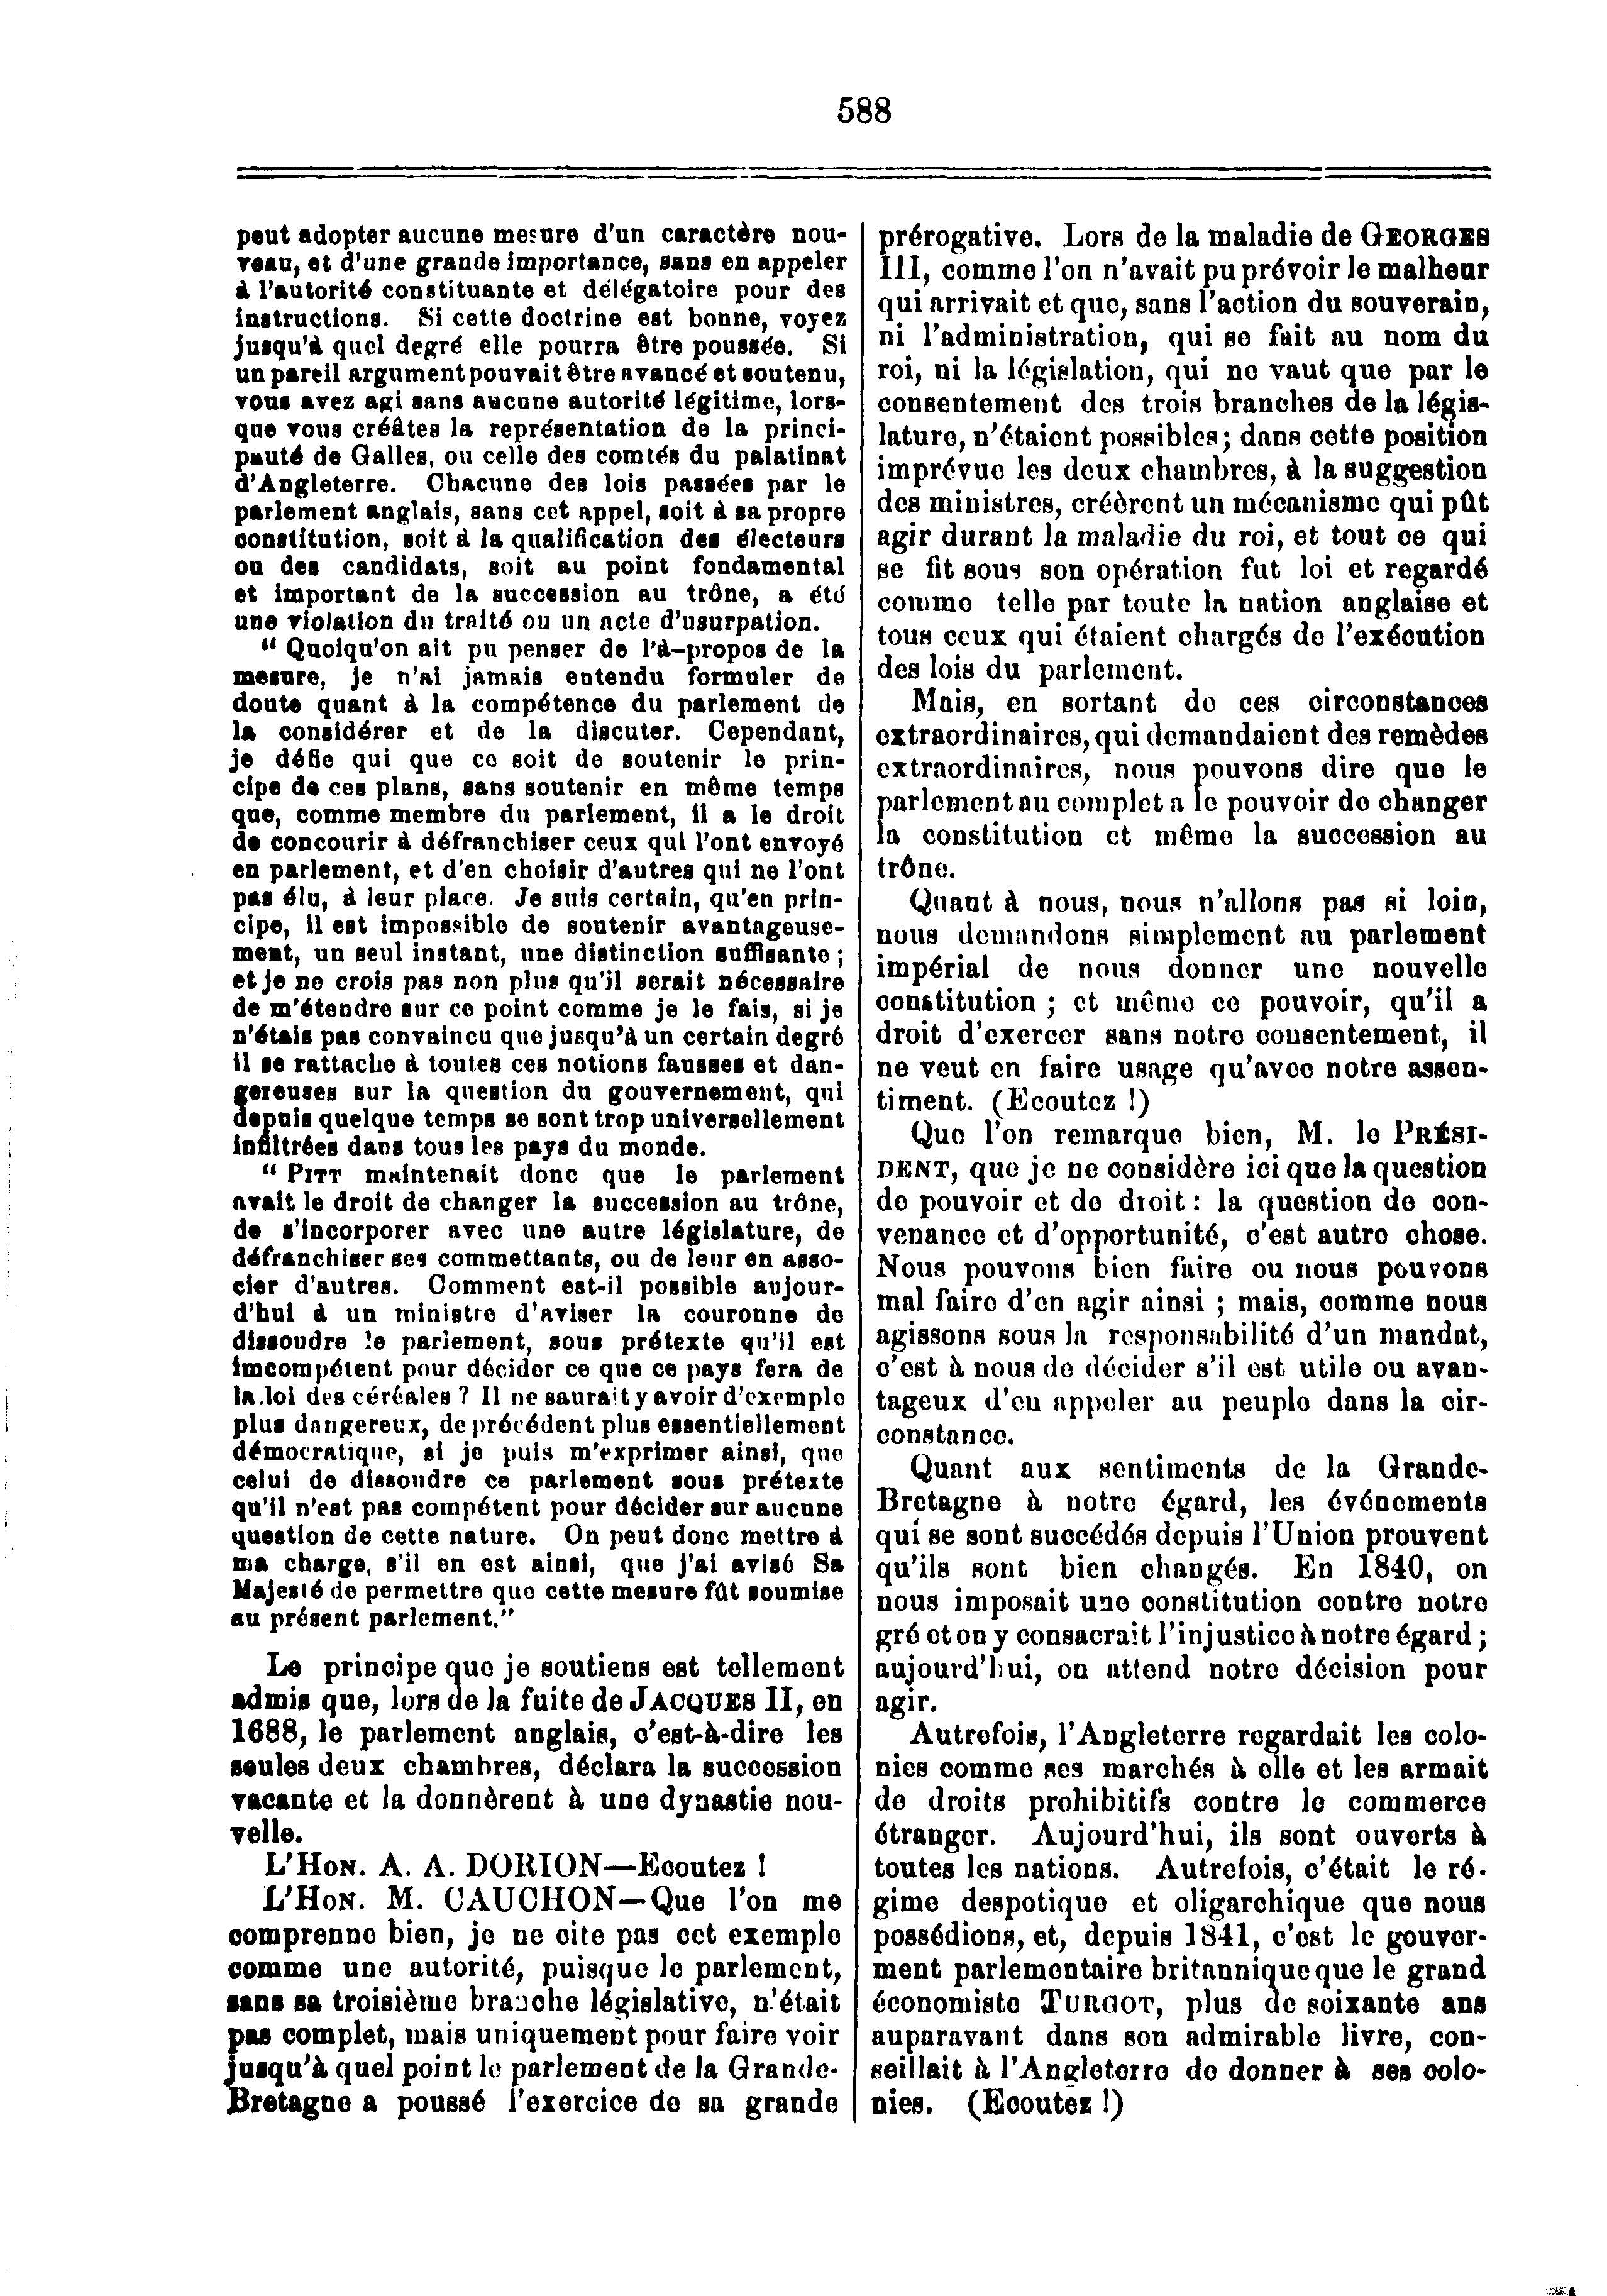 588
peut adopter aucune mesure d'un caractère nou-
veau, et d'une grande importance, sans en appeler
à l'autorité constituante et délégatoire pour des
instructions. Si cette doctrine est bonne, voyez
jusqu'à quel degré elle pourra être poussée. Si
un pareil argument pouvait être avancé et soutenu,
vous avez agi sans aucune autorité légitime, lors-
que vous créâtes la représentation de la princi-
pauté de Galles, ou celle des comtés du palatinat
d'Angleterre. Chacune des lois passées par le
parlement anglais, sans cet appel, soit à sa propre
constitution, soit à la qualification des électeurs
ou des candidats, soit au point fondamental
et important de la succession au trône, a été
une violation du traité ou un acte d'usurpation.
“ Quoiqu'on ait pu penser de l'à-propos de la
mesure, je n'ai jamais entendu formuler de
doute quant à la compétence du parlement de
la considérer et de la discuter. Cependant,
je défie qui que ce soit de soutenir le prin-
cipe de ces plans, sans soutenir en même temps
que, comme membre du parlement, il a le droit
de concourir à défranchiser ceux qui l'ont envoyé
en parlement, et d'en choisir d'autres qui ne l'ont
pas élu, à leur place. Je suis certain, qu'en prin-
cipe, il est impossible de soutenir avantageuse-
ment, un seul instant, une distinction suffisante ;
et je ne crois pas non plus qu'il serait nécessaire
de m'étendre sur ce point comme je le fais, si je
n'étais pas convaincu que jusqu'à un certain degré
il se rattache à toutes ces notions fausses et dan-
gereuses sur la question du gouvernement, qui
depuis quelque temps se sont trop universellement
infiltrées dans tous les pays du monde.
“ PITT maintenait donc que le parlement
avait le droit de changer la succession au trône,
de s'incorporer avec une autre législature, de
défranchiser ses commettants, ou de leur en asso-
cier d'autres. Comment est-il possible aujour-
d'hui à un ministre d'aviser la couronne de
dissoudre le parlement, sous prétexte qu'il est
imcompétent pour décider ce que ce pays fera de
la loi des céréales ? Il ne saurait y avoir d'exemple
plus dangereux, de précédent plus essentiellement
démocratique, si je puis m'exprimer ainsi, que
celui de dissoudre ce parlement sous prétexte
qu'il n'est pas compétent pour décider sur aucune
question de cette nature. On peut donc mettre à
ma charge, s'il en est ainsi, que j'ai avisé Sa
Majesté de permettre que cette mesure fût soumise
au présent parlement.”
Le principe que je soutiens est tellement
admis que, lors de la fuite de JACQUES II, en
1688, le parlement anglais, c'est-à-dire les
seules deux chambres, déclara la succession
vacante et la donnèrent à une dynastie nou-
velle.
L'HON. A. A. DORION—Ecoutez !
L'HON. M. CAUCHON—Que l'on me
comprenne bien, je ne cite pas cet exemple
comme une autorité, puisque le parlement,
sans sa troisième branche législative, n'était
pas complet, mais uniquement pour faire voir
jusqu'à quel point le parlement de la Grande-
Bretagne a poussé l'exercice de sa grande
prérogative. Lors de la maladie de GEORGES
III, comme l'on n'avait pu prévoir le malheur
qui arrivait et que, sans l'action du souverain,
ni l'administration, qui se fait au nom du
roi, ni la législation, qui ne vaut que par le
consentement des trois branches de la légis-
lature, n'étaient possibles ; dans cette position
imprévue les deux chambres, à la suggestion
des ministres, créèrent un mécanisme qui pût
agir durant la maladie du roi, et tout ce qui
se fit sous son opération fut loi et regardé
comme telle par toute la nation anglaise et
tous ceux qui étaient chargés de l'exécution
des lois du parlement.
Mais, en sortant de ces circonstances
extraordinaires, qui demandaient des remèdes
extraordinaires, nous pouvons dire que le
parlement au complet a le pouvoir de changer
la constitution et même la succession au
trône.
Quant à nous, nous n'allons pas si loin,
nous demandons simplement au parlement
impérial de nous donner une nouvelle
constitution ; et même ce pouvoir, qu'il a
droit d'exercer sans notre consentement, il
ne veut en faire usage qu'avec notre assen-
timent. (Ecoutez !)
Que l'on remarque bien, M. le PRÉSI-
DENT, que je ne considère ici que la question
de pouvoir et de droit : la question de con-
venance et d'opportunité, c'est autre chose.
Nous pouvons bien faire ou nous pouvons
mal faire d'en agir ainsi ; mais, comme nous
agissons sous la responsabilité d'un mandat,
c'est à nous de décider s'il est utile ou avan-
tageux d'en appeler au peuple dans la cir-
constance.
Quant aux sentiments de la Grande-
Bretagne à notre égard, les événements
qui se sont succédés depuis l'Union prouvent
qu'ils sont bien changés. En 1840, on
nous imposait une constitution contre notre
gré et on y consacrait l'injustice à notre égard ;
aujourd'hui, on attend notre décision pour
agir.
Autrefois, l'Angleterre regardait les colo-
nies comme ses marchés à elle et les armait
de droits prohibitifs contre le commerce
étranger. Aujourd'hui, ils sont ouverts à
toutes les nations. Autrefois, c'était le ré-
gime despotique et oligarchique que nous
possédions, et, depuis 1841, c'est le gouver-
ment parlementaire britannique que le grand
économiste TURGOT, plus de soixante ans
auparavant dans son admirable livre, con-
seillait à l'Angleterre de donner à ses colo-
nies. (Ecoutez !)